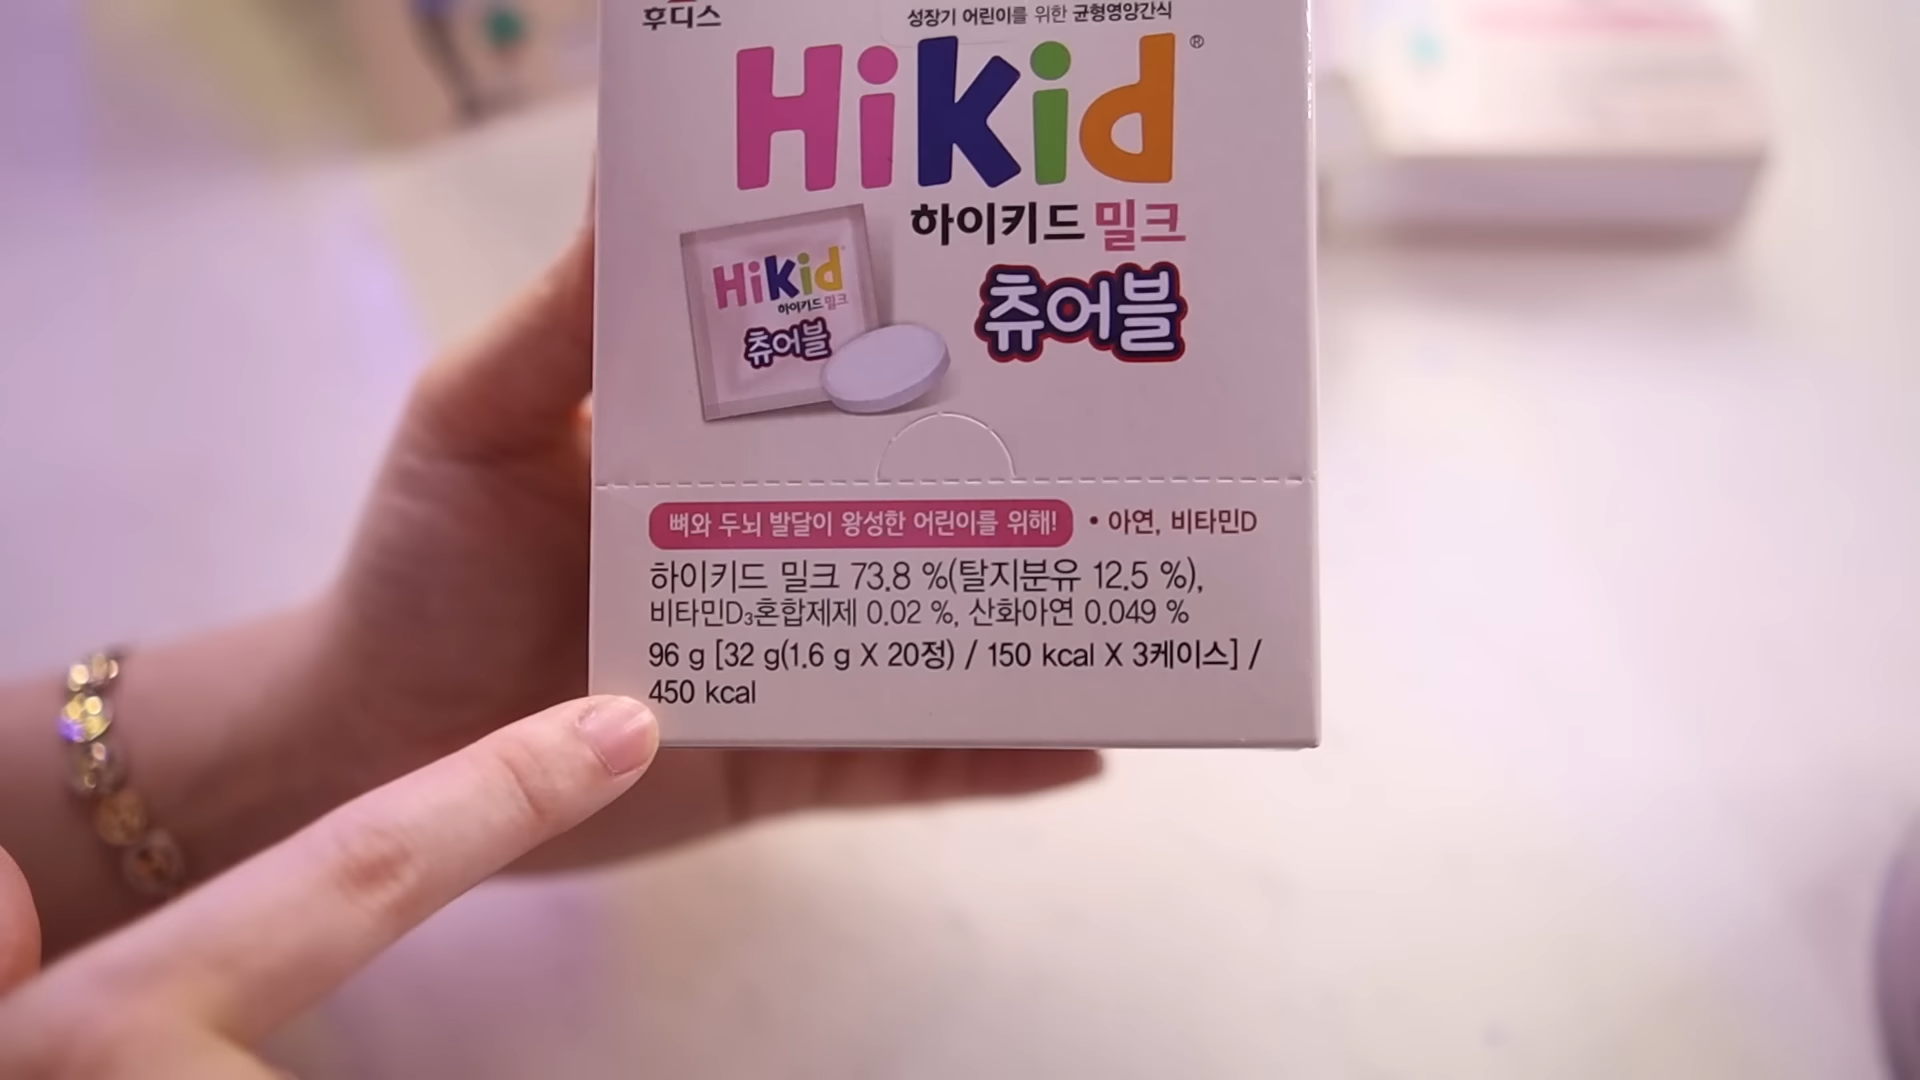 후디스
성장기 어린이를 위한 균형영양간식
Hikid®
하이키드 밀크
츄어블
Hikid
하이키드 밀크
츄어블
뼈와 두뇌 발달이 왕성한 어린이를 위해! • 아연, 비타민D
하이키드 밀크 73.8 %(탈지분유 12.5 %),
비타민D₃혼합제제 0.02 %, 산화아연 0.049 %
96 g [32 g(1.6 g X 20정) / 150 kcal X 3케이스] /
450 kcal